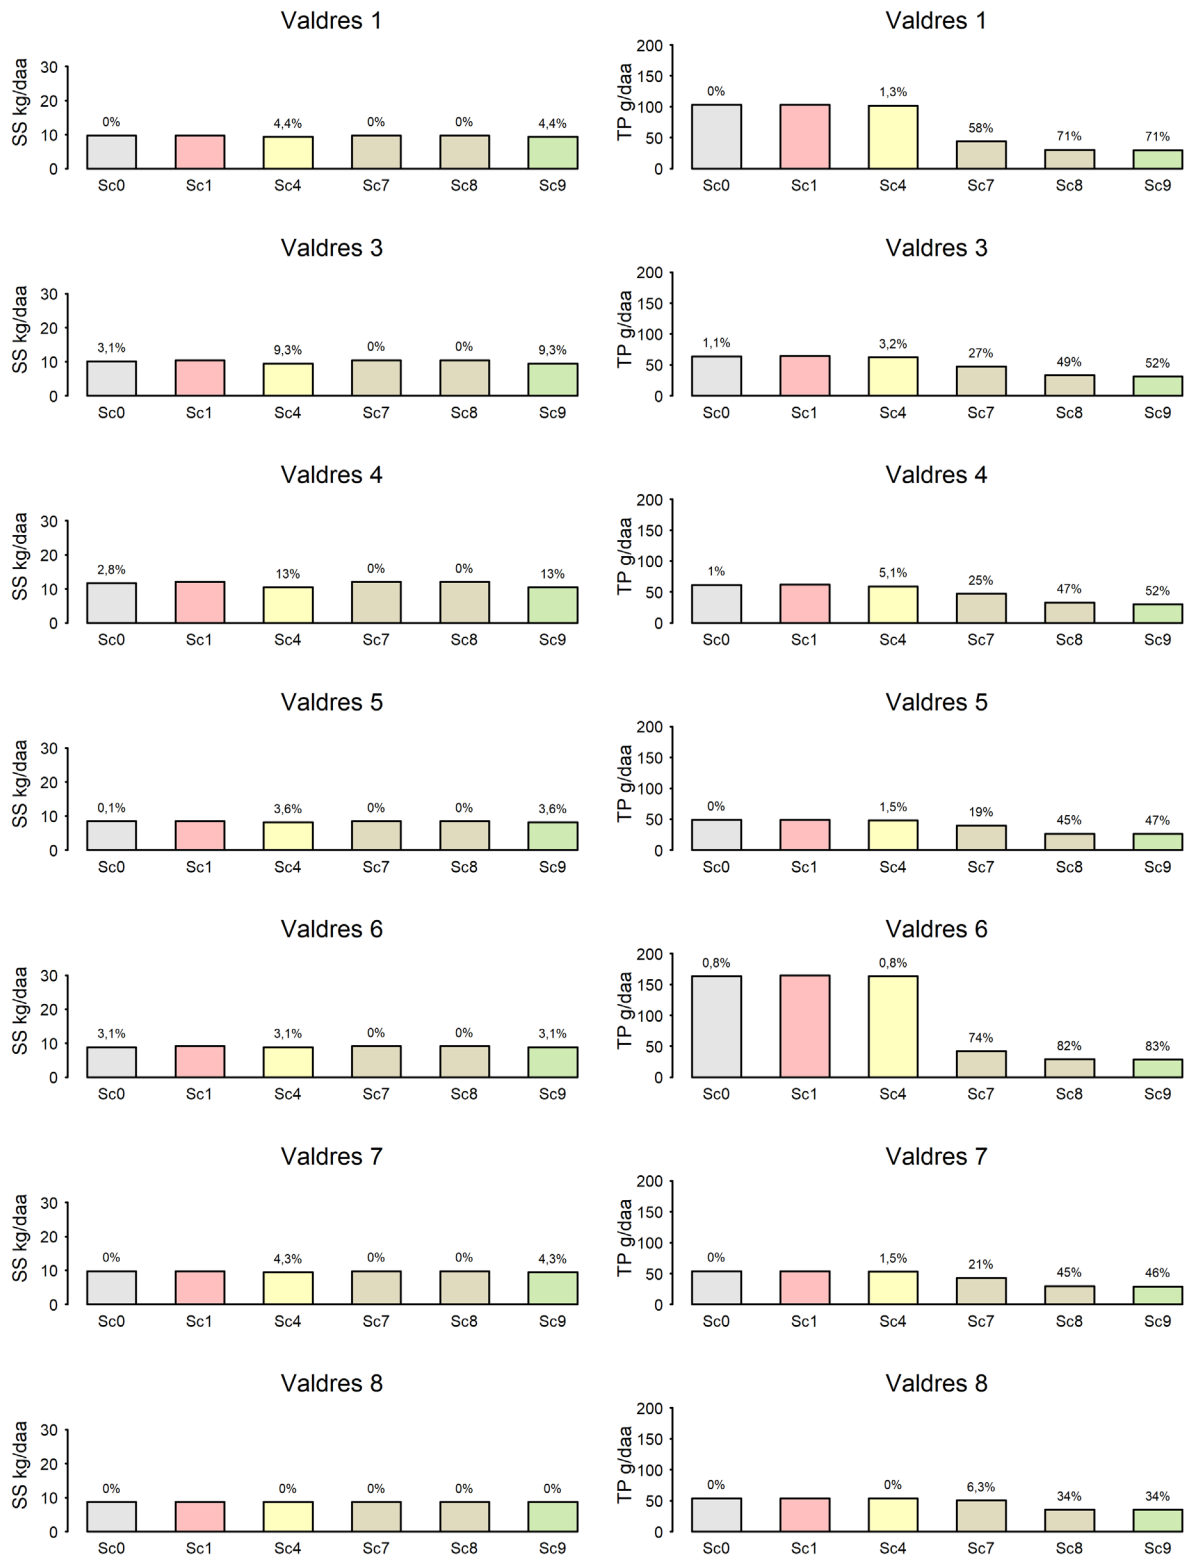 Valdres 1
SS kg/daa
30
20
10
0
0% 4,4% 0% 0% 4,4%
Sc0 Sc1 Sc4 Sc7 Sc8 Sc9
Valdres 1
TP g/daa
200
150
100
50
0
0% 1,3% 58% 71% 71%
Sc0 Sc1 Sc4 Sc7 Sc8 Sc9
Valdres 3
SS kg/daa
30
20
10
0
3,1% 9,3% 0% 0% 9,3%
Sc0 Sc1 Sc4 Sc7 Sc8 Sc9
Valdres 3
TP g/daa
200
150
100
50
0
1,1% 3,2% 27% 49% 52%
Sc0 Sc1 Sc4 Sc7 Sc8 Sc9
Valdres 4
SS kg/daa
30
20
10
0
2,8% 13% 0% 0% 13%
Sc0 Sc1 Sc4 Sc7 Sc8 Sc9
Valdres 4
TP g/daa
200
150
100
50
0
1% 5,1% 25% 47% 52%
Sc0 Sc1 Sc4 Sc7 Sc8 Sc9
Valdres 5
SS kg/daa
30
20
10
0
0,1% 3,6% 0% 0% 3,6%
Sc0 Sc1 Sc4 Sc7 Sc8 Sc9
Valdres 5
TP g/daa
200
150
100
50
0
0% 1,5% 19% 45% 47%
Sc0 Sc1 Sc4 Sc7 Sc8 Sc9
Valdres 6
SS kg/daa
30
20
10
0
3,1% 3,1% 0% 0% 3,1%
Sc0 Sc1 Sc4 Sc7 Sc8 Sc9
Valdres 6
TP g/daa
200
150
100
50
0
0,8% 0,8% 74% 82% 83%
Sc0 Sc1 Sc4 Sc7 Sc8 Sc9
Valdres 7
SS kg/daa
30
20
10
0
0% 4,3% 0% 0% 4,3%
Sc0 Sc1 Sc4 Sc7 Sc8 Sc9
Valdres 7
TP g/daa
200
150
100
50
0
0% 1,5% 21% 45% 46%
Sc0 Sc1 Sc4 Sc7 Sc8 Sc9
Valdres 8
SS kg/daa
30
20
10
0
0% 0% 0% 0% 0%
Sc0 Sc1 Sc4 Sc7 Sc8 Sc9
Valdres 8
TP g/daa
200
150
100
50
0
0% 0% 6,3% 34% 34%
Sc0 Sc1 Sc4 Sc7 Sc8 Sc9